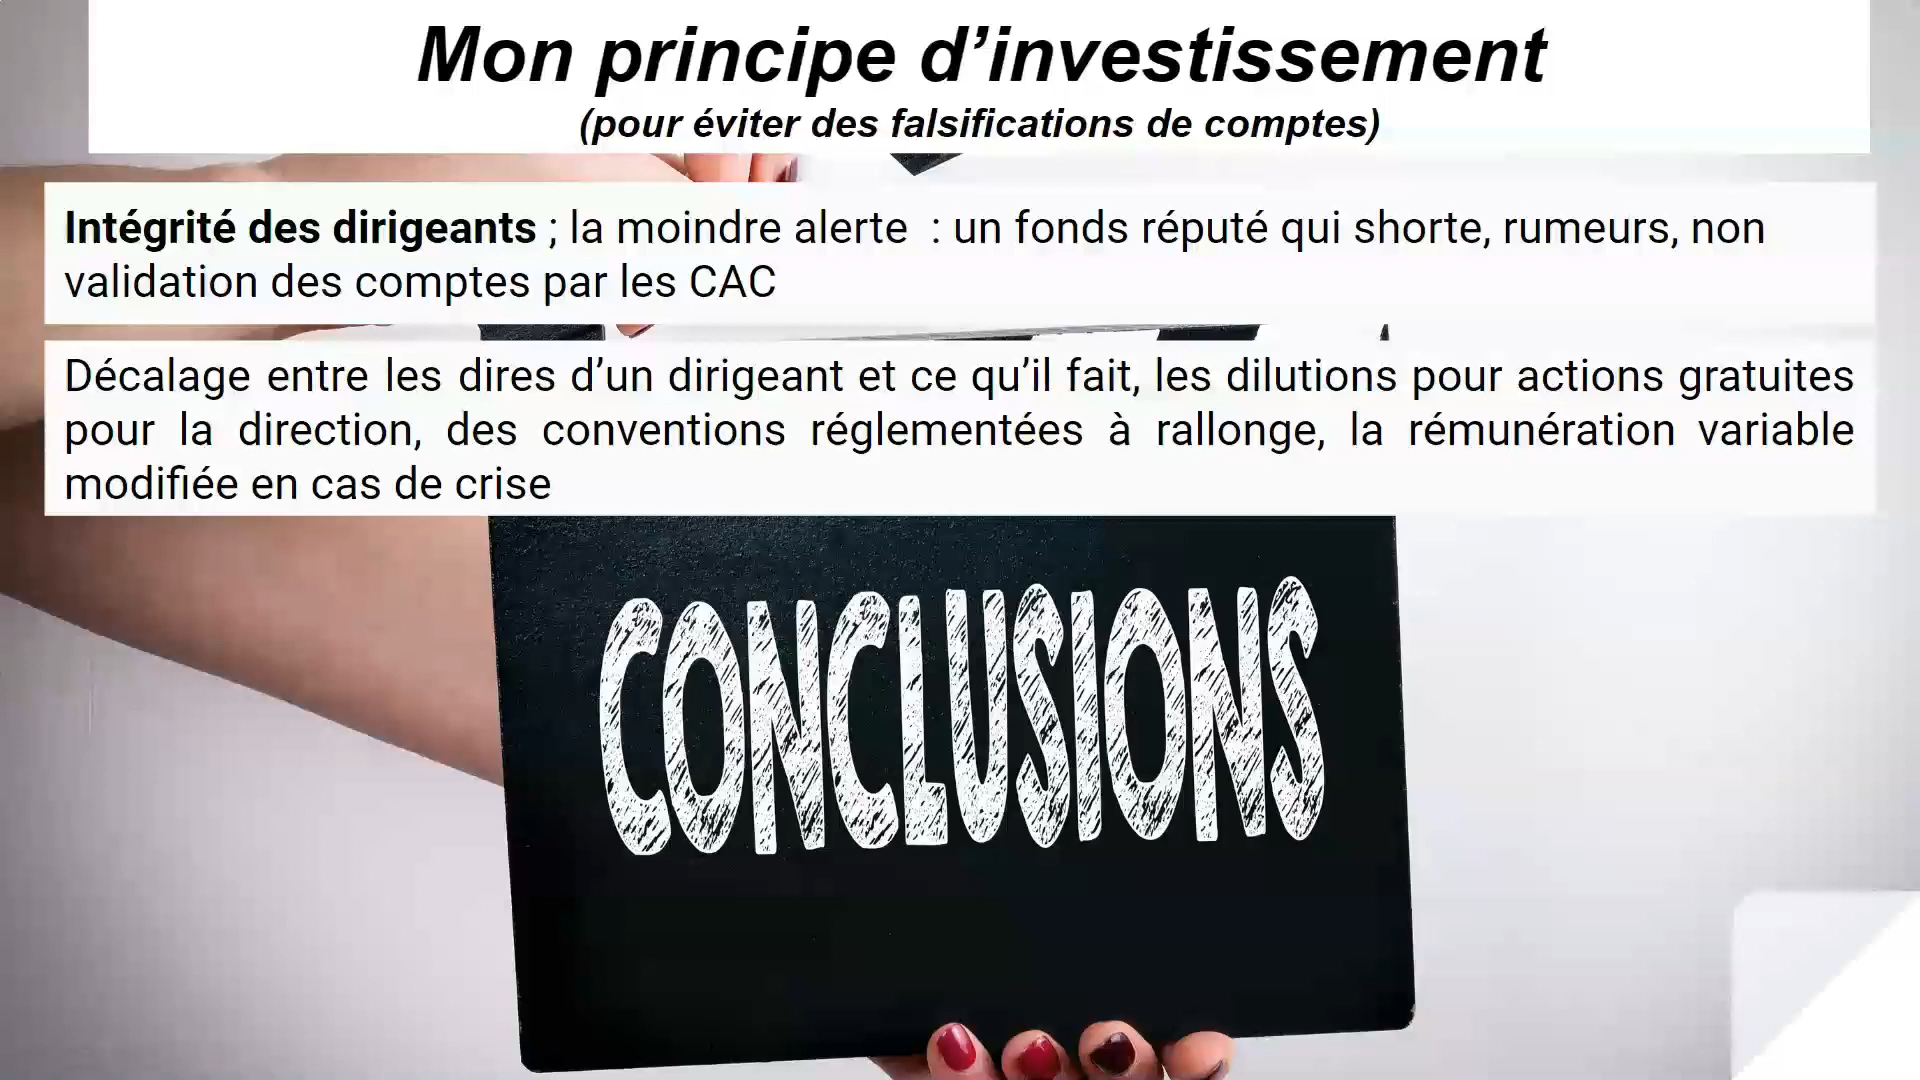 Mon principe d’investissement
(pour éviter des falsifications de comptes)
Intégrité des dirigeants ; la moindre alerte  : un fonds réputé qui shorte, rumeurs, non
validation des comptes par les CAC
Décalage entre les dires d’un dirigeant et ce qu’il fait, les dilutions pour actions gratuites
pour la direction, des conventions réglementées à rallonge, la rémunération variable
modifiée en cas de crise
CONCLUSIONS